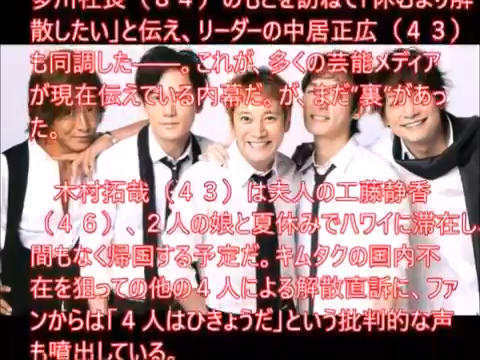 多川社長（８４）のもとを訪ねて「休むより解
散したい」と伝え、リーダーの中居正広（４３）
も同調した――。これが、多くの芸能メディア
が現在伝えている内幕だ。が、まだ”裏”があっ
た。
木村拓哉（４３）は夫人の工藤静香
（４６）、２人の娘と夏休みでハワイに滞在し、
間もなく帰国する予定だ。キムタクの国内不
在を狙っての他の４人による解散直訴に、ファ
ンからは「４人はひきょうだ」という批判的な声
も噴出している。